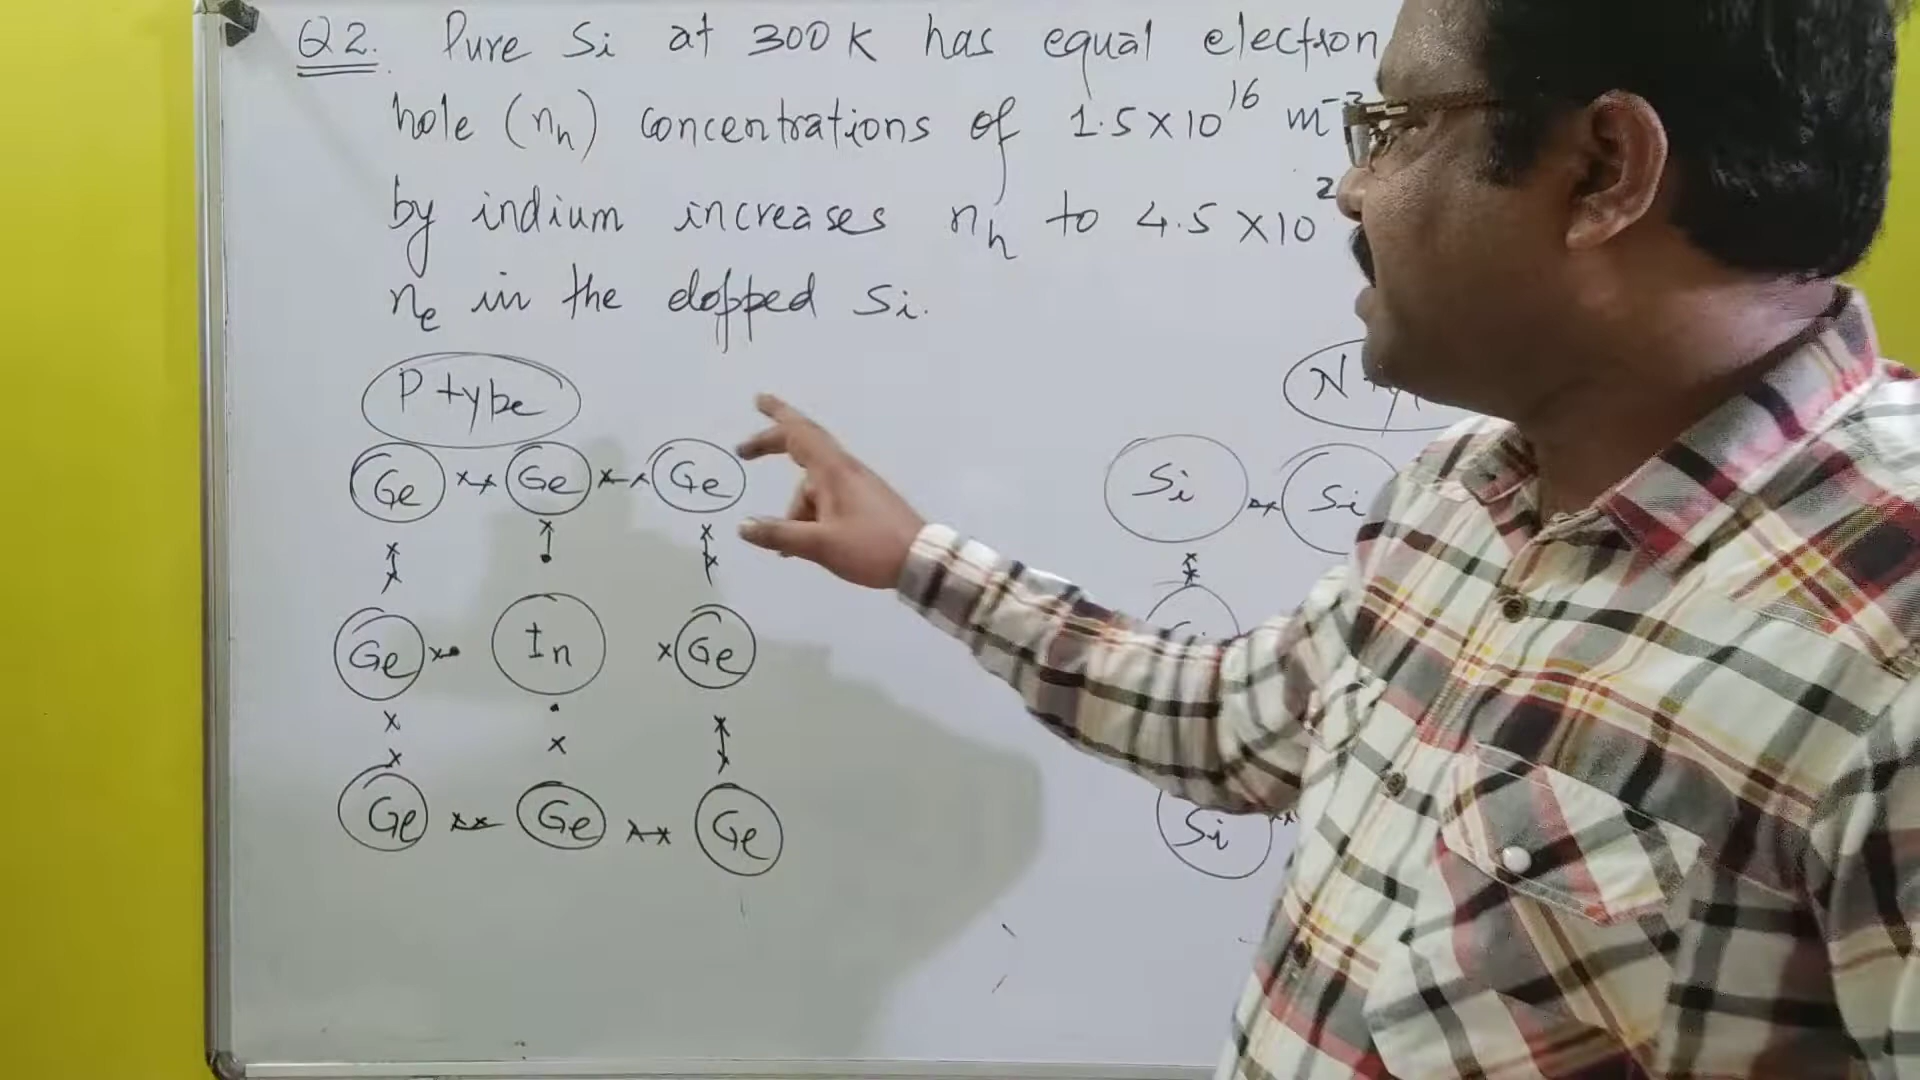 Q2. Pure Si at 300 K has equal electron
hole (nh) concentrations of 1.5×10^16 m
by indium increases nh to 4.5×10^2
ne in the dopped Si.
P type
Ge Ge Ge
Ge In Ge
Ge Ge Ge
N
Si Si
Si